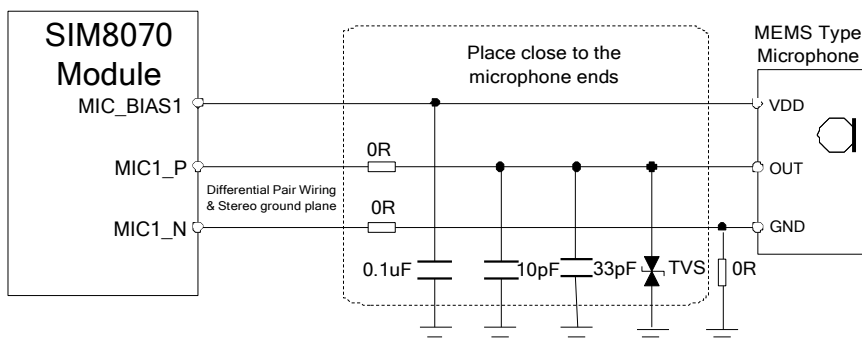 SIM8070
Module
MIC_BIAS1
MIC1_P
MIC1_N
Differential Pair Wiring
& Stereo ground plane
Place close to the
microphone ends
0R
0R
0.1uF
10pF
33pF
TVS
0R
MEMS Type
Microphone
VDD
OUT
GND